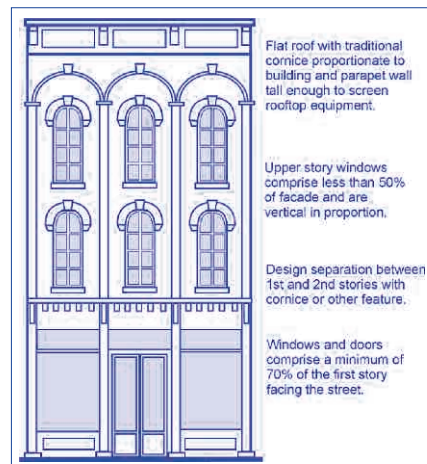 Flat roof with traditional
cornice proportionate to
building and parapet wall
tall enough to screen
rooftop equipment.
Upper story windows
comprise less than 50%
of facade and are
vertical in proportion.
Design separation between
1st and 2nd stories with
cornice or other feature.
Windows and doors
comprise a minimum of
70% of the first story
facing the street.